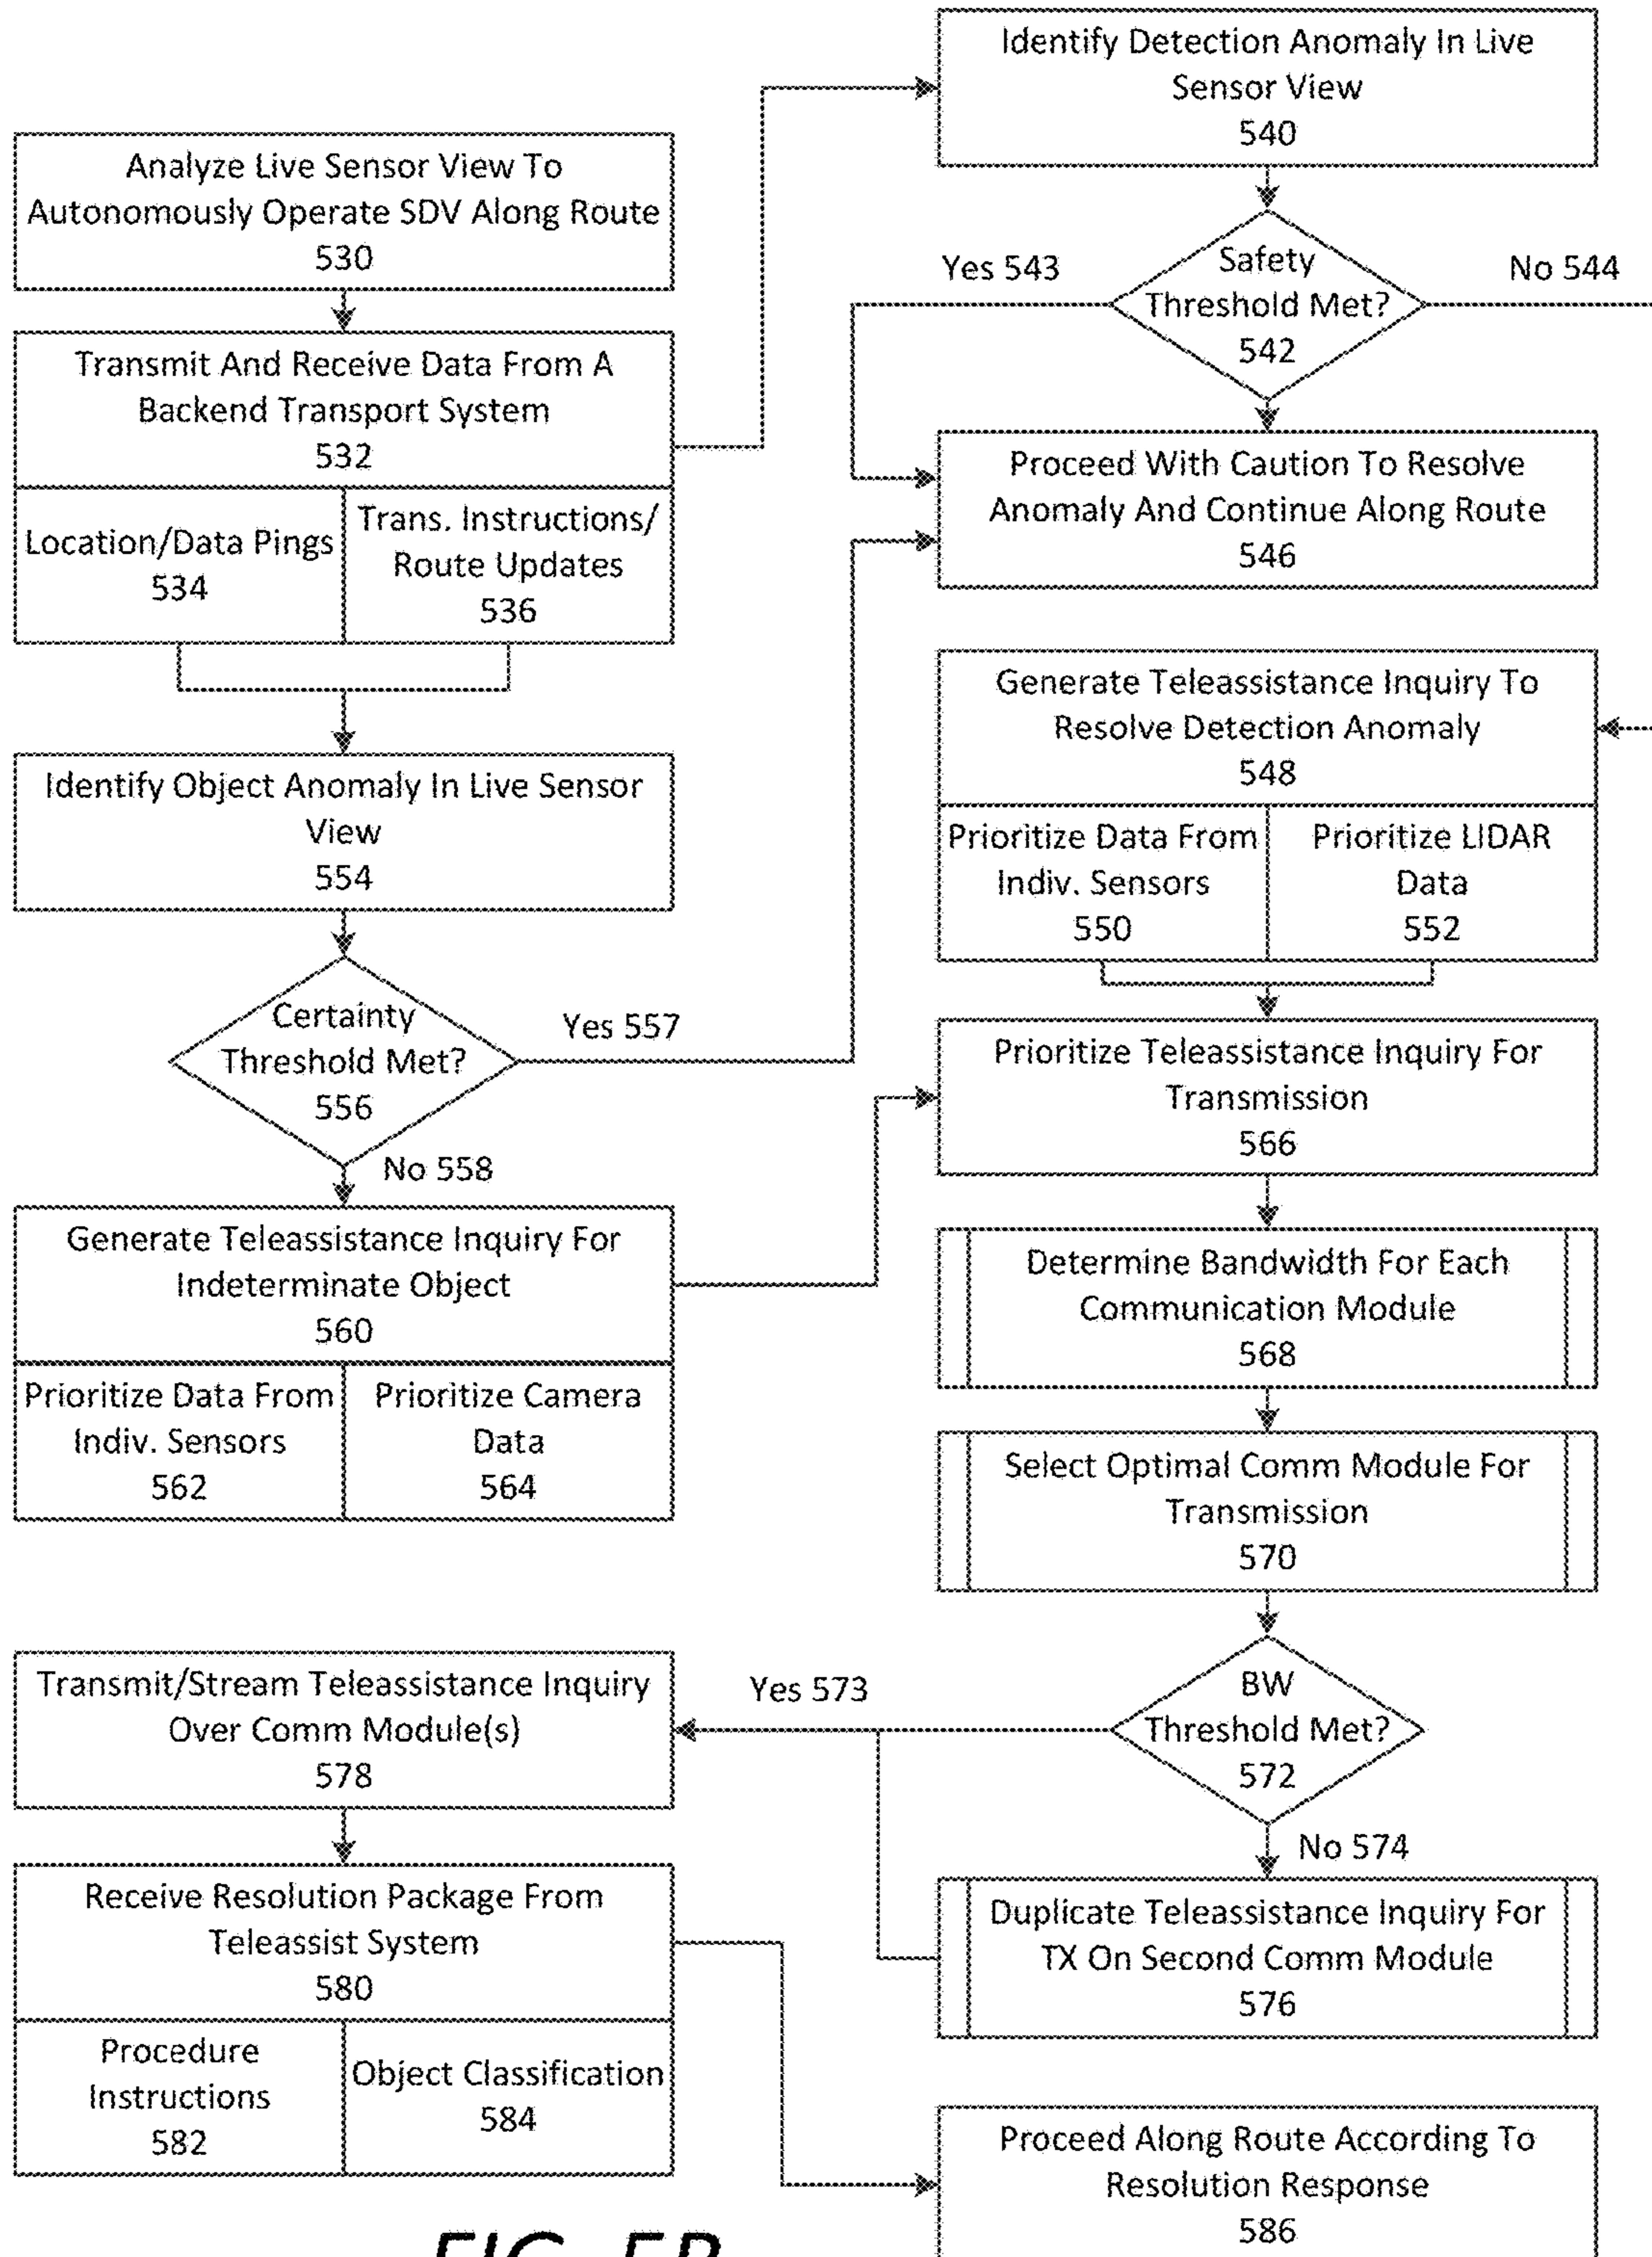 Analyze Live Sensor View To
Autonomously Operate SDV Along Route
530
Transmit And Receive Data From A
Backend Transport System
532
Location/Data Pings
534
Trans. Instructions/
Route Updates
536
Identify Object Anomaly In Live Sensor
View
554
Certainty
Threshold Met?
556
Yes 557
No 558
Generate Teleassistance Inquiry For
Indeterminate Object
560
Prioritize Data From
Indiv. Sensors
562
Prioritize Camera
Data
564
Identify Detection Anomaly In Live
Sensor View
540
Yes 543
Safety
Threshold Met?
542
No 544
Proceed With Caution To Resolve
Anomaly And Continue Along Route
546
Generate Teleassistance Inquiry To
Resolve Detection Anomaly
548
Prioritize Data From
Indiv. Sensors
550
Prioritize LIDAR
Data
552
Prioritize Teleassistance Inquiry For
Transmission
566
Determine Bandwidth For Each
Communication Module
568
Select Optimal Comm Module For
Transmission
570
BW
Threshold Met?
572
Yes 573
No 574
Duplicate Teleassistance Inquiry For
TX On Second Comm Module
576
Transmit/Stream Teleassistance Inquiry
Over Comm Module(s)
578
Receive Resolution Package From
Teleassist System
580
Procedure
Instructions
582
Object Classification
584
Proceed Along Route According To
Resolution Response
586
FIG. 5B